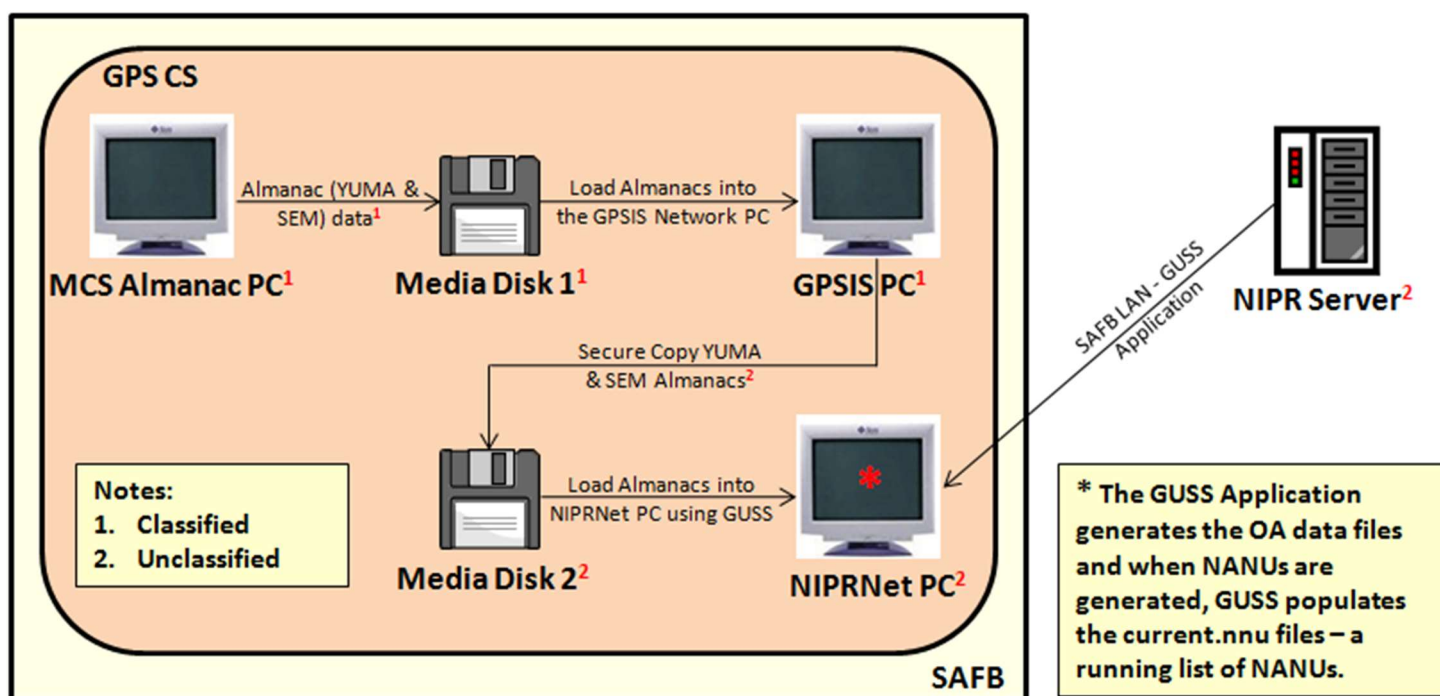 GPS CS
Almanac (YUMA &
SEM) data¹
Load Almanacs into
the GPSIS Network PC
MCS Almanac PC¹
Media Disk 1¹
GPSIS PC¹
NIPR Server²
SAFB LAN - GUSS
Application
Secure Copy YUMA
& SEM Almanacs²
Notes:
1. Classified
2. Unclassified
Load Almanacs into
NIPRNet PC using GUSS
*
Media Disk 2²
NIPRNet PC²
* The GUSS Application
generates the OA data files
and when NANUs are
generated, GUSS populates
the current.nnu files – a
running list of NANUs.
SAFB